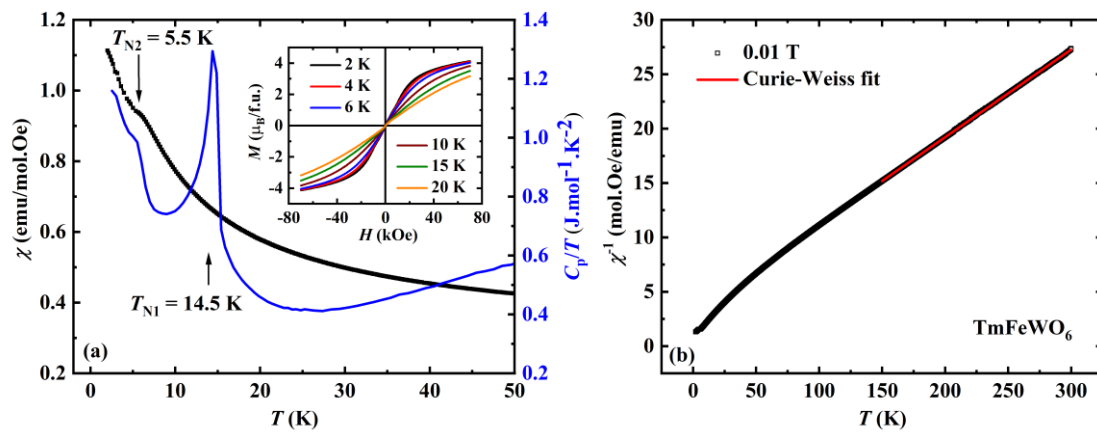 1.4
1.2
1.0
0.8
0.6
0.4
0.2
χ (emu/mol.Oe)
0 10 20 30 40 50
T (K)
1.4
1.2
1.0
0.8
0.6
0.4
0.2
C_p/T (J.mol⁻¹.K⁻²)
T_N2 = 5.5 K
T_N1 = 14.5 K
(a)
4
2
0
-2
-4
M (μ_B/f.u.)
-80 -40 0 40 80
H (kOe)
2 K
4 K
6 K
10 K
15 K
20 K
30
25
20
15
10
5
0
χ⁻¹ (mol.Oe/emu)
0 50 100 150 200 250 300
T (K)
0.01 T
Curie-Weiss fit
TmFeWO₆
(b)